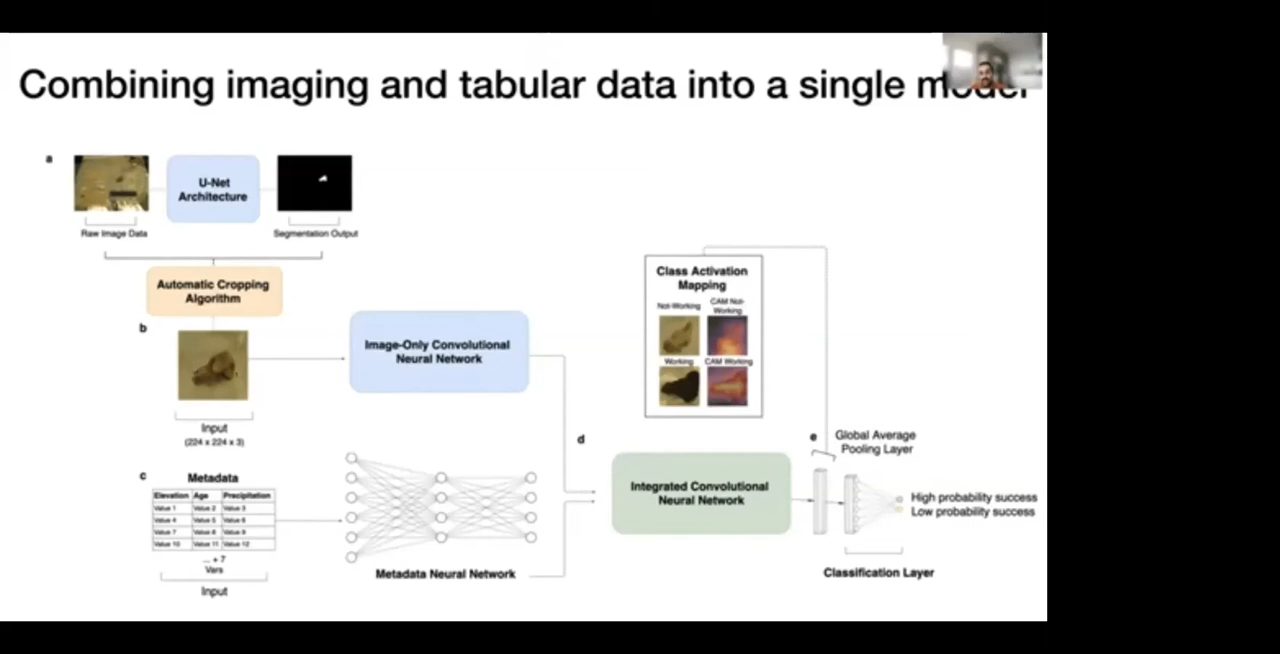 Combining imaging and tabular data into a single model
a
U-Net
Architecture
Raw Image Data
Segmentation Output
Automatic Cropping
Algorithm
b
Input
(224 x 224 x 3)
Image-Only Convolutional
Neural Network
Class Activation
Mapping
Not-Working
CAM Not-
Working
Working
CAM Working
c
Metadata
Elevation Age Precipitation
Value 1 Value 2 Value 3
Value 4 Value 5 Value 6
Value 7 Value 8 Value 9
Value 10 Value 11 Value 12
... + 7
Vars
Input
Metadata Neural Network
d
Integrated Convolutional
Neural Network
e
Global Average
Pooling Layer
High probability success
Low probability success
Classification Layer